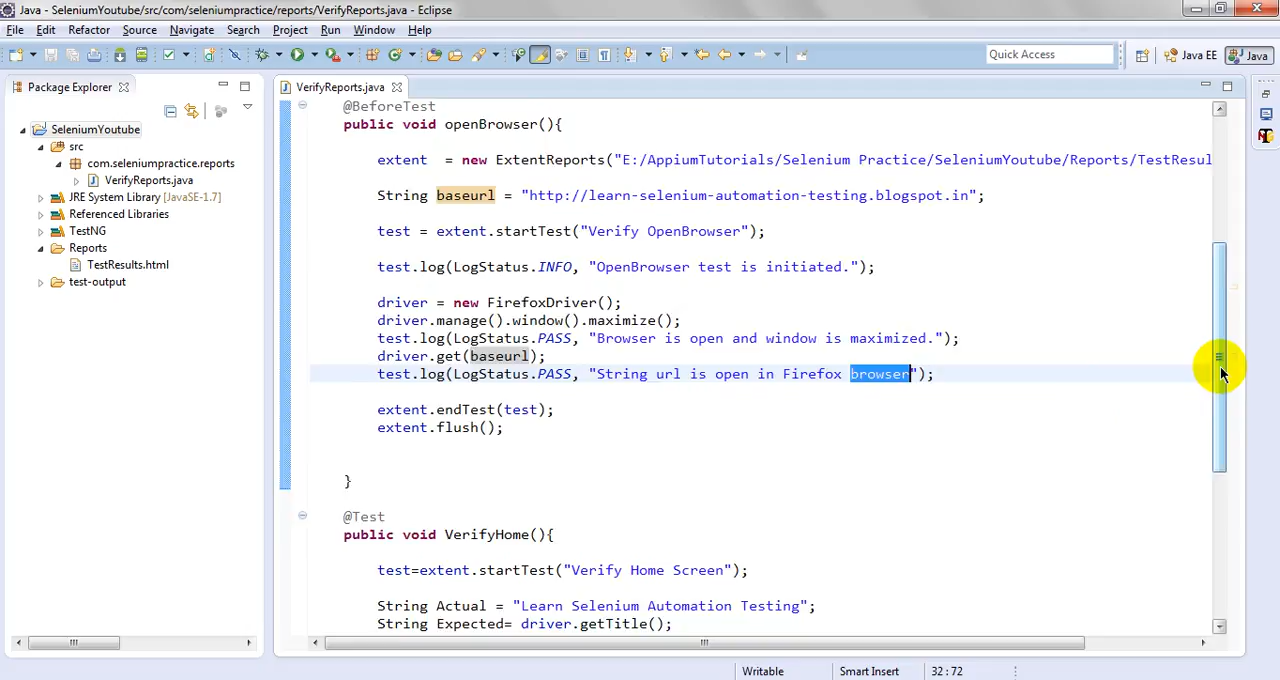 Java - SeleniumYoutube/src/com/seleniumpractice/reports/VerifyReports.java - Eclipse
File Edit Refactor Source Navigate Search Project Run Window Help
Quick Access
Java EE
Java
Package Explorer
VerifyReports.java
SeleniumYoutube
src
com.seleniumpractice.reports
VerifyReports.java
JRE System Library [JavaSE-1.7]
Referenced Libraries
TestNG
Reports
TestResults.html
test-output
@BeforeTest
public void openBrowser(){
extent  = new ExtentReports("E:/AppiumTutorials/Selenium Practice/SeleniumYoutube/Reports/TestResul
String baseurl = "http://learn-selenium-automation-testing.blogspot.in";
test = extent.startTest("Verify OpenBrowser");
test.log(LogStatus.INFO, "OpenBrowser test is initiated.");
driver = new FirefoxDriver();
driver.manage().window().maximize();
test.log(LogStatus.PASS, "Browser is open and window is maximized.");
driver.get(baseurl);
test.log(LogStatus.PASS, "String url is open in Firefox browser");
extent.endTest(test);
extent.flush();
}
@Test
public void VerifyHome(){
test=extent.startTest("Verify Home Screen");
String Actual = "Learn Selenium Automation Testing";
String Expected= driver.getTitle();
Writable
Smart Insert
32 : 72